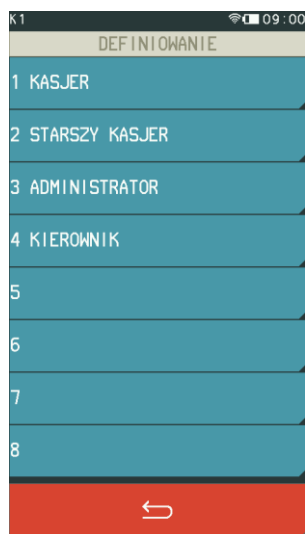 K1 09:00
DEFINIOWANIE
1 KASJER
2 STARSZY KASJER
3 ADMINISTRATOR
4 KIEROWNIK
5
6
7
8